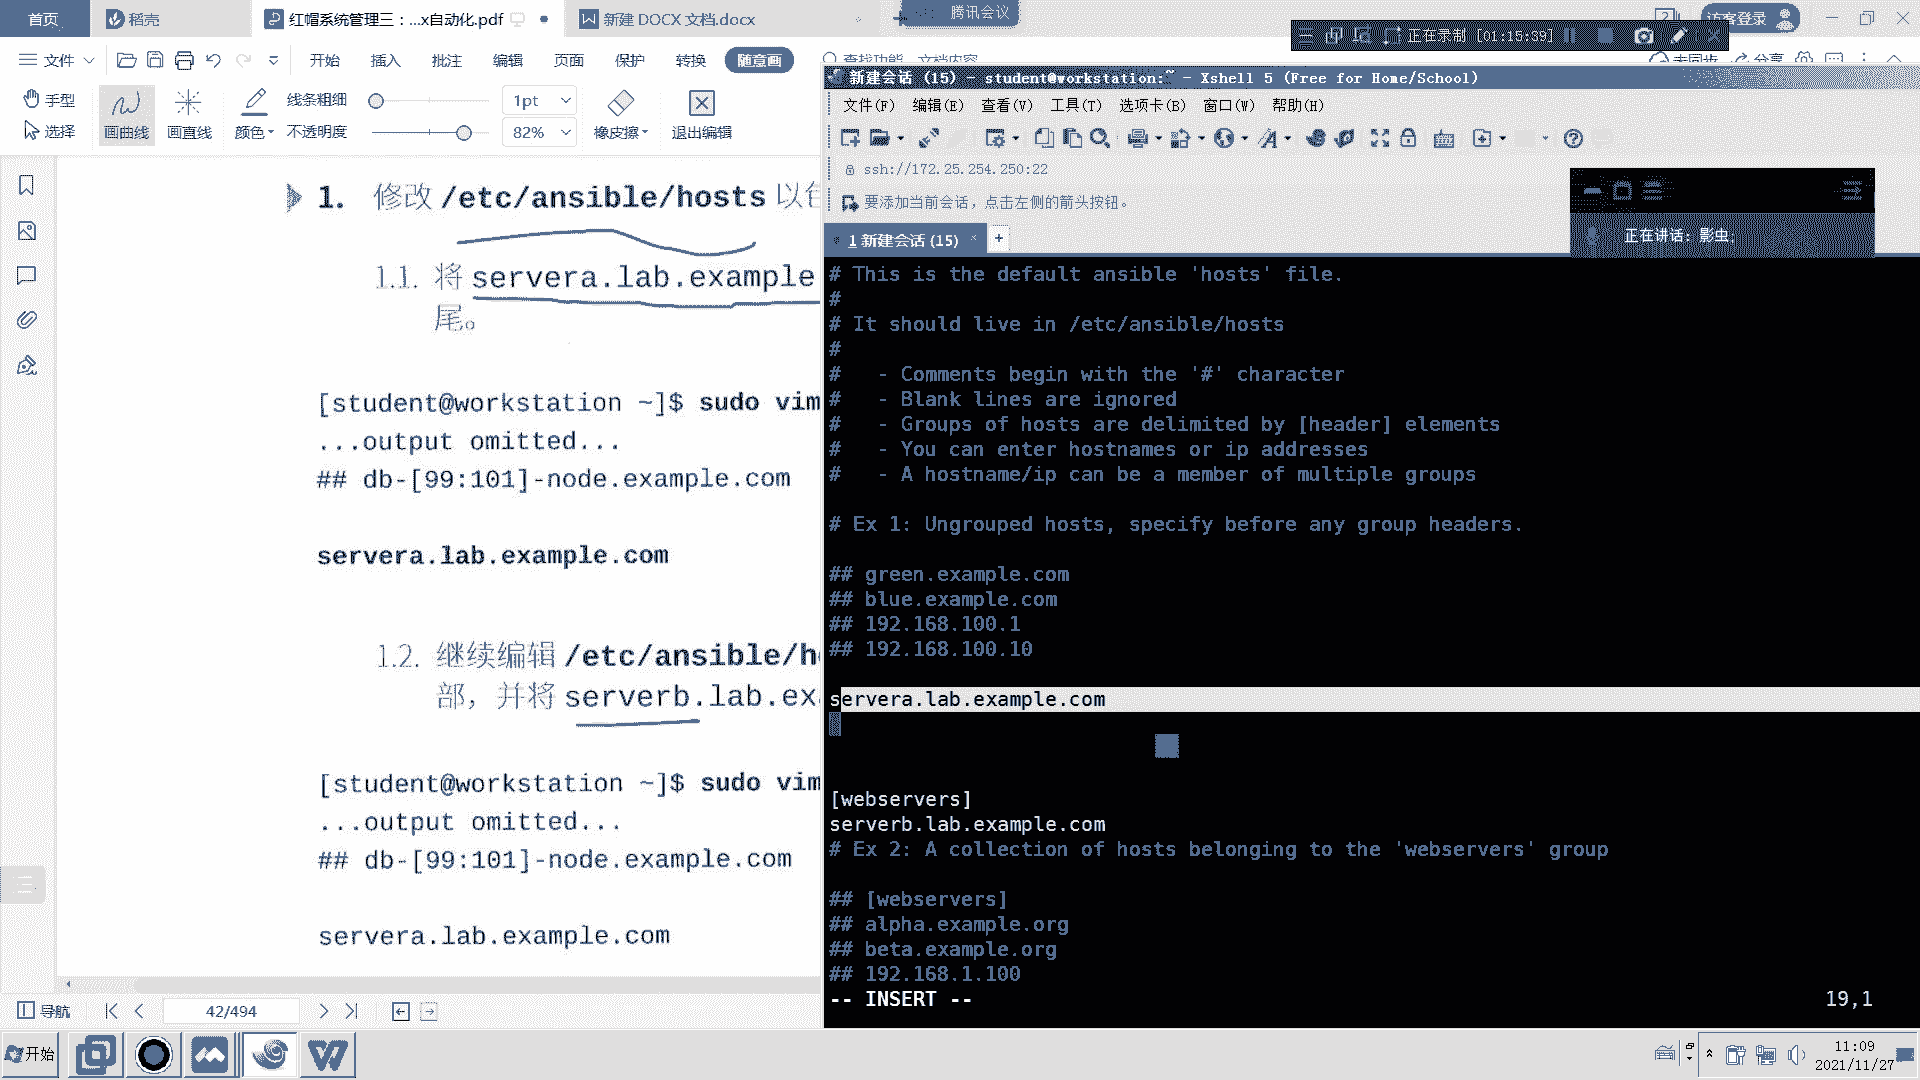 首页
稻壳
红帽系统管理三：...x自动化.pdf
新建 DOCX 文档.docx
腾讯会议
访客登录
正在录制 [01:15:39]
文件
开始
插入
批注
编辑
页面
保护
转换
随意画
查找功能、文档内容
未同步
分享
手型
选择
画曲线
画直线
颜色
线条粗细
1pt
不透明度
82%
橡皮擦
退出编辑
1. 修改 /etc/ansible/hosts 以包
1.1. 将 servera.lab.example
尾。
[student@workstation ~]$ sudo vim
...output omitted...
## db-[99:101]-node.example.com
servera.lab.example.com
1.2. 继续编辑 /etc/ansible/h
部，并将 serverb.lab.ex
[student@workstation ~]$ sudo vim
...output omitted...
## db-[99:101]-node.example.com
servera.lab.example.com
导航
42/494
新建会话 (15) - student@workstation:~ - Xshell 5 (Free for Home/School)
文件(F) 编辑(E) 查看(V) 工具(T) 选项卡(B) 窗口(W) 帮助(H)
ssh://172.25.254.250:22
要添加当前会话，点击左侧的箭头按钮。
正在讲话: 影虫;
1 新建会话 (15)
# This is the default ansible 'hosts' file.
#
# It should live in /etc/ansible/hosts
#
#   - Comments begin with the '#' character
#   - Blank lines are ignored
#   - Groups of hosts are delimited by [header] elements
#   - You can enter hostnames or ip addresses
#   - A hostname/ip can be a member of multiple groups
# Ex 1: Ungrouped hosts, specify before any group headers.
## green.example.com
## blue.example.com
## 192.168.100.1
## 192.168.100.10
servera.lab.example.com
[webservers]
serverb.lab.example.com
# Ex 2: A collection of hosts belonging to the 'webservers' group
## [webservers]
## alpha.example.org
## beta.example.org
## 192.168.1.100
-- INSERT --
19,1
开始
11:09
2021/11/27